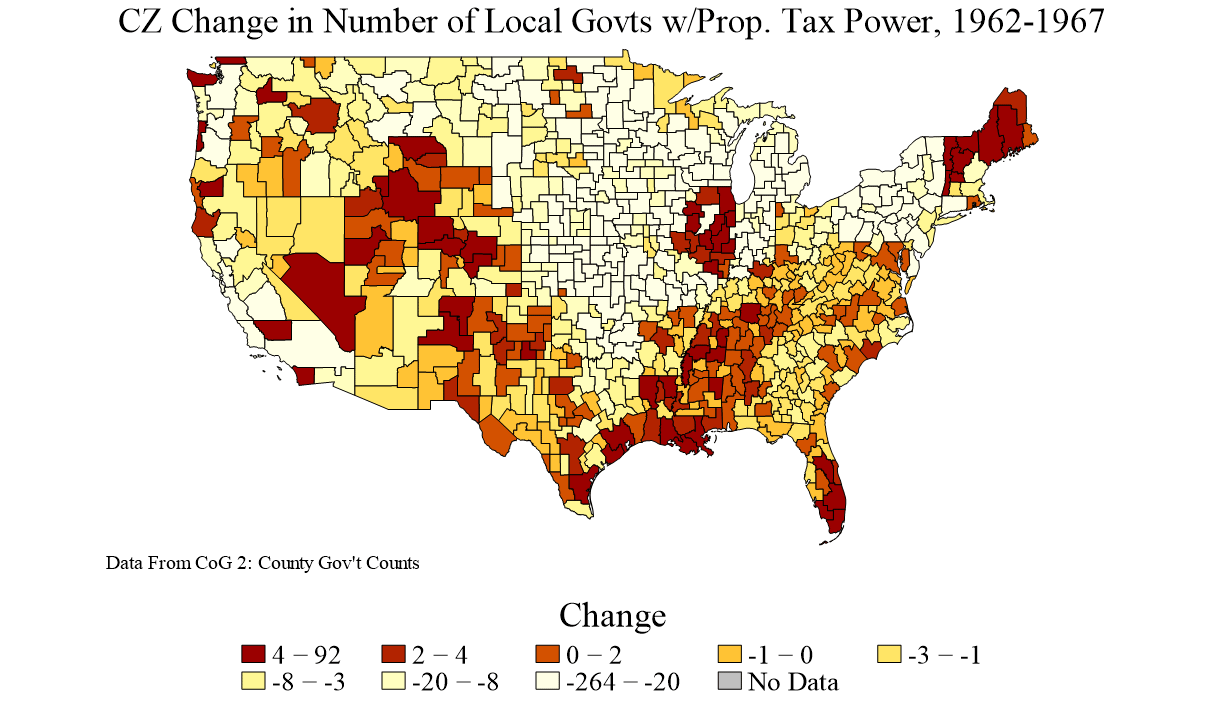 CZ Change in Number of Local Govts w/Prop. Tax Power, 1962-1967
Data From CoG 2: County Gov't Counts
Change
4 − 92 2 − 4 0 − 2 -1 − 0 -3 − -1
-8 − -3 -20 − -8 -264 − -20 No Data